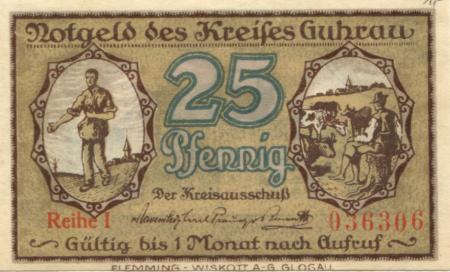 Notgeld des Kreises Guhrau
25
Pfennig
Der Kreisausschuß
Reihe I
036306
Gültig bis 1 Monat nach Aufruf
FLEMMING - WISKOTT A-G. GLOGAU